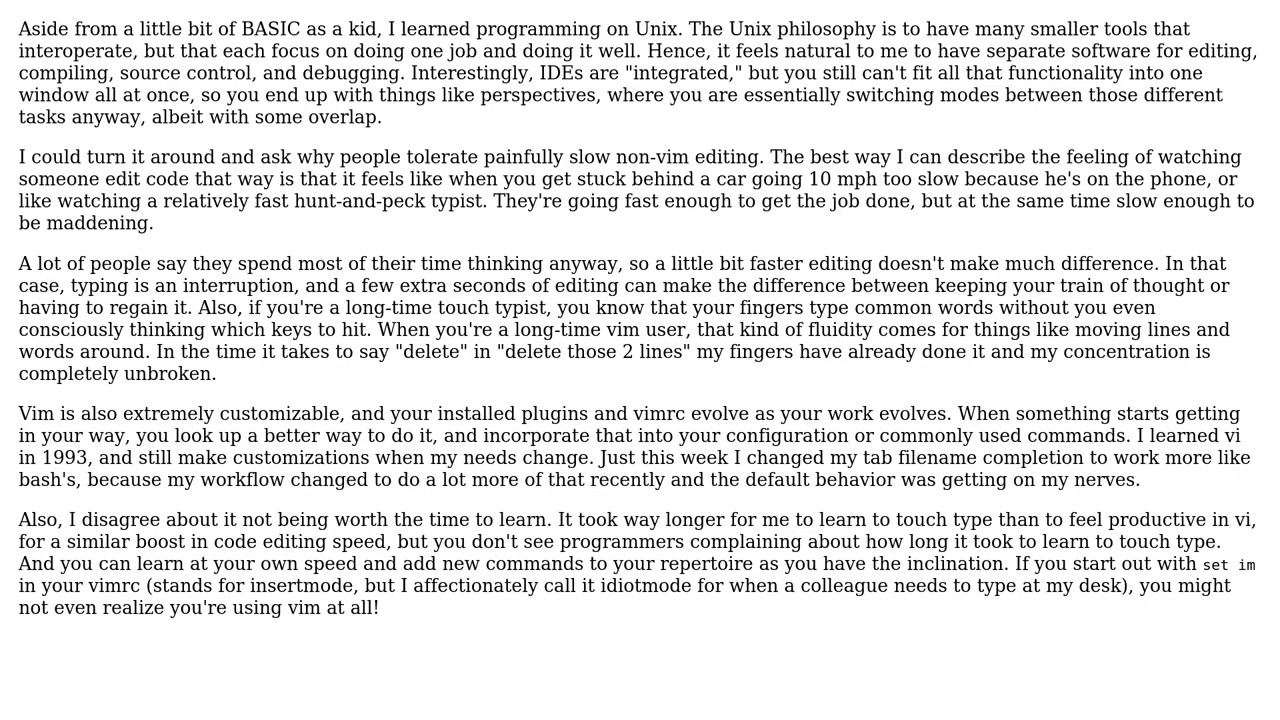 Aside from a little bit of BASIC as a kid, I learned programming on Unix. The Unix philosophy is to have many smaller tools that
interoperate, but that each focus on doing one job and doing it well. Hence, it feels natural to me to have separate software for editing,
compiling, source control, and debugging. Interestingly, IDEs are "integrated," but you still can't fit all that functionality into one
window all at once, so you end up with things like perspectives, where you are essentially switching modes between those different
tasks anyway, albeit with some overlap.
I could turn it around and ask why people tolerate painfully slow non-vim editing. The best way I can describe the feeling of watching
someone edit code that way is that it feels like when you get stuck behind a car going 10 mph too slow because he's on the phone, or
like watching a relatively fast hunt-and-peck typist. They're going fast enough to get the job done, but at the same time slow enough to
be maddening.
A lot of people say they spend most of their time thinking anyway, so a little bit faster editing doesn't make much difference. In that
case, typing is an interruption, and a few extra seconds of editing can make the difference between keeping your train of thought or
having to regain it. Also, if you're a long-time touch typist, you know that your fingers type common words without you even
consciously thinking which keys to hit. When you're a long-time vim user, that kind of fluidity comes for things like moving lines and
words around. In the time it takes to say "delete" in "delete those 2 lines" my fingers have already done it and my concentration is
completely unbroken.
Vim is also extremely customizable, and your installed plugins and vimrc evolve as your work evolves. When something starts getting
in your way, you look up a better way to do it, and incorporate that into your configuration or commonly used commands. I learned vi
in 1993, and still make customizations when my needs change. Just this week I changed my tab filename completion to work more like
bash's, because my workflow changed to do a lot more of that recently and the default behavior was getting on my nerves.
Also, I disagree about it not being worth the time to learn. It took way longer for me to learn to touch type than to feel productive in vi,
for a similar boost in code editing speed, but you don't see programmers complaining about how long it took to learn to touch type.
And you can learn at your own speed and add new commands to your repertoire as you have the inclination. If you start out with set im
in your vimrc (stands for insertmode, but I affectionately call it idiotmode for when a colleague needs to type at my desk), you might
not even realize you're using vim at all!